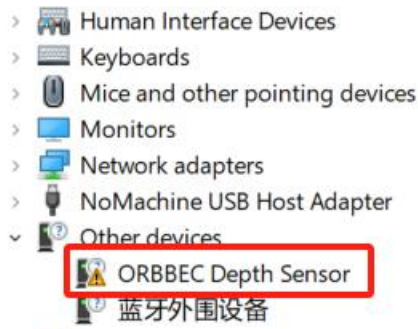 Human Interface Devices
Keyboards
Mice and other pointing devices
Monitors
Network adapters
NoMachine USB Host Adapter
Other devices
ORBBEC Depth Sensor
蓝牙外围设备